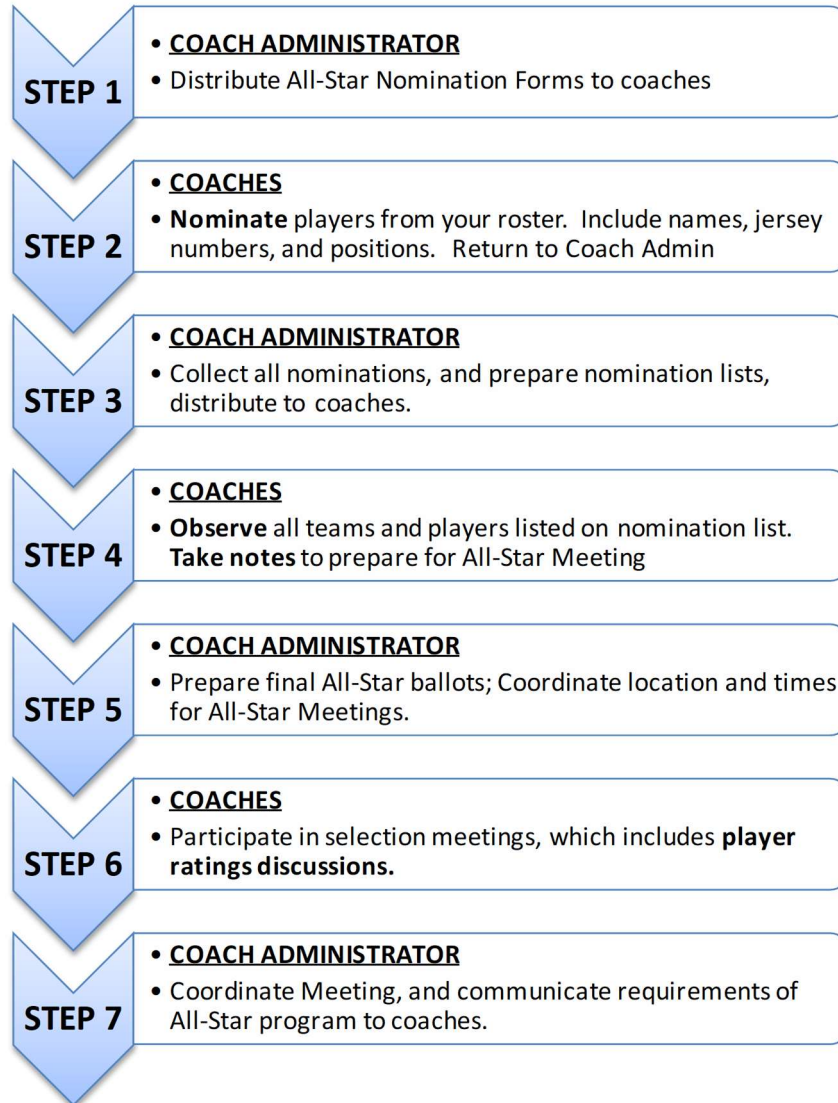 STEP 1
• COACH ADMINISTRATOR
• Distribute All-Star Nomination Forms to coaches
STEP 2
• COACHES
• Nominate players from your roster.  Include names, jersey
numbers, and positions.  Return to Coach Admin
STEP 3
• COACH ADMINISTRATOR
• Collect all nominations, and prepare nomination lists,
distribute to coaches.
STEP 4
• COACHES
• Observe all teams and players listed on nomination list.
Take notes to prepare for All-Star Meeting
STEP 5
• COACH ADMINISTRATOR
• Prepare final All-Star ballots; Coordinate location and times
for All-Star Meetings.
STEP 6
• COACHES
• Participate in selection meetings, which includes player
ratings discussions.
STEP 7
• COACH ADMINISTRATOR
• Coordinate Meeting, and communicate requirements of
All-Star program to coaches.